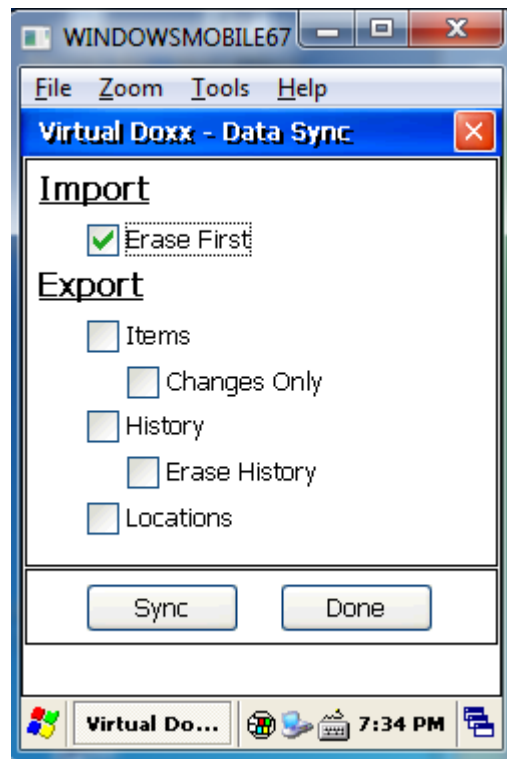 WINDOWSMOBILE67
File Zoom Tools Help
Virtual Doxx - Data Sync
Import
Erase First
Export
Items
Changes Only
History
Erase History
Locations
Sync Done
Virtual Do... 7:34 PM